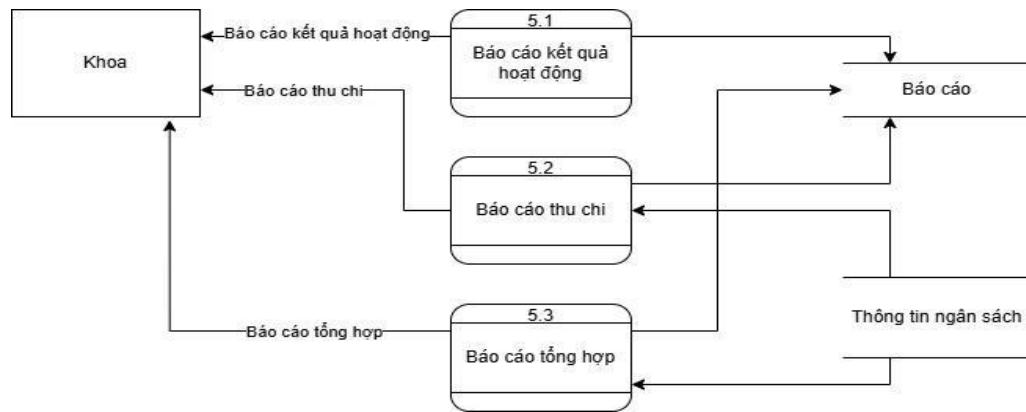 5.1
Báo cáo kết quả hoạt động
Báo cáo kết quả
hoạt động
Khoa
Báo cáo
Báo cáo thu chi
5.2
Báo cáo thu chi
5.3
Thông tin ngân sách
Báo cáo tổng hợp
Báo cáo tổng hợp